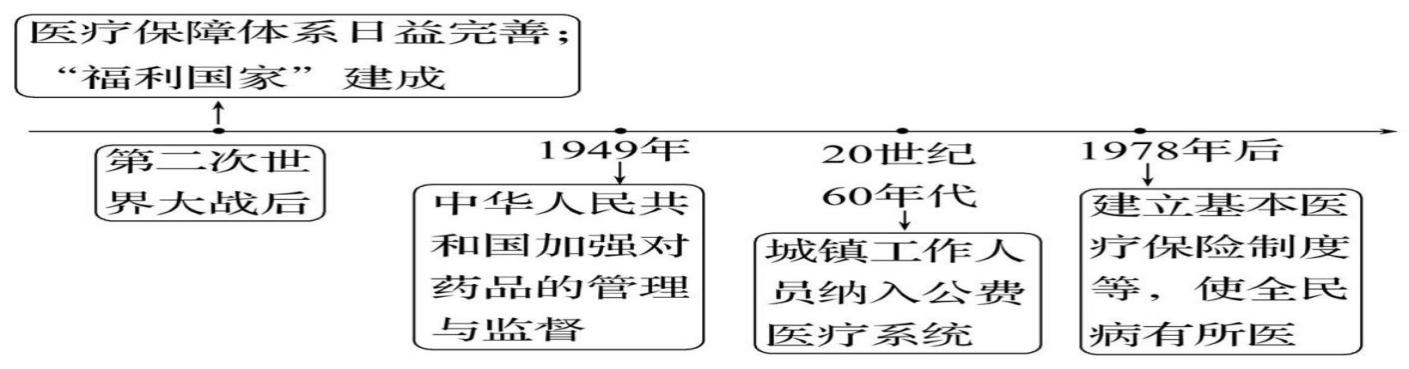 医疗保障体系日益完善；
“福利国家”建成
第二次世
界大战后
1949年
中华人民共
和国加强对
药品的管理
与监督
20世纪
60年代
城镇工作人
员纳入公费
医疗系统
1978年后
建立基本医
疗保险制度
等，使全民
病有所医